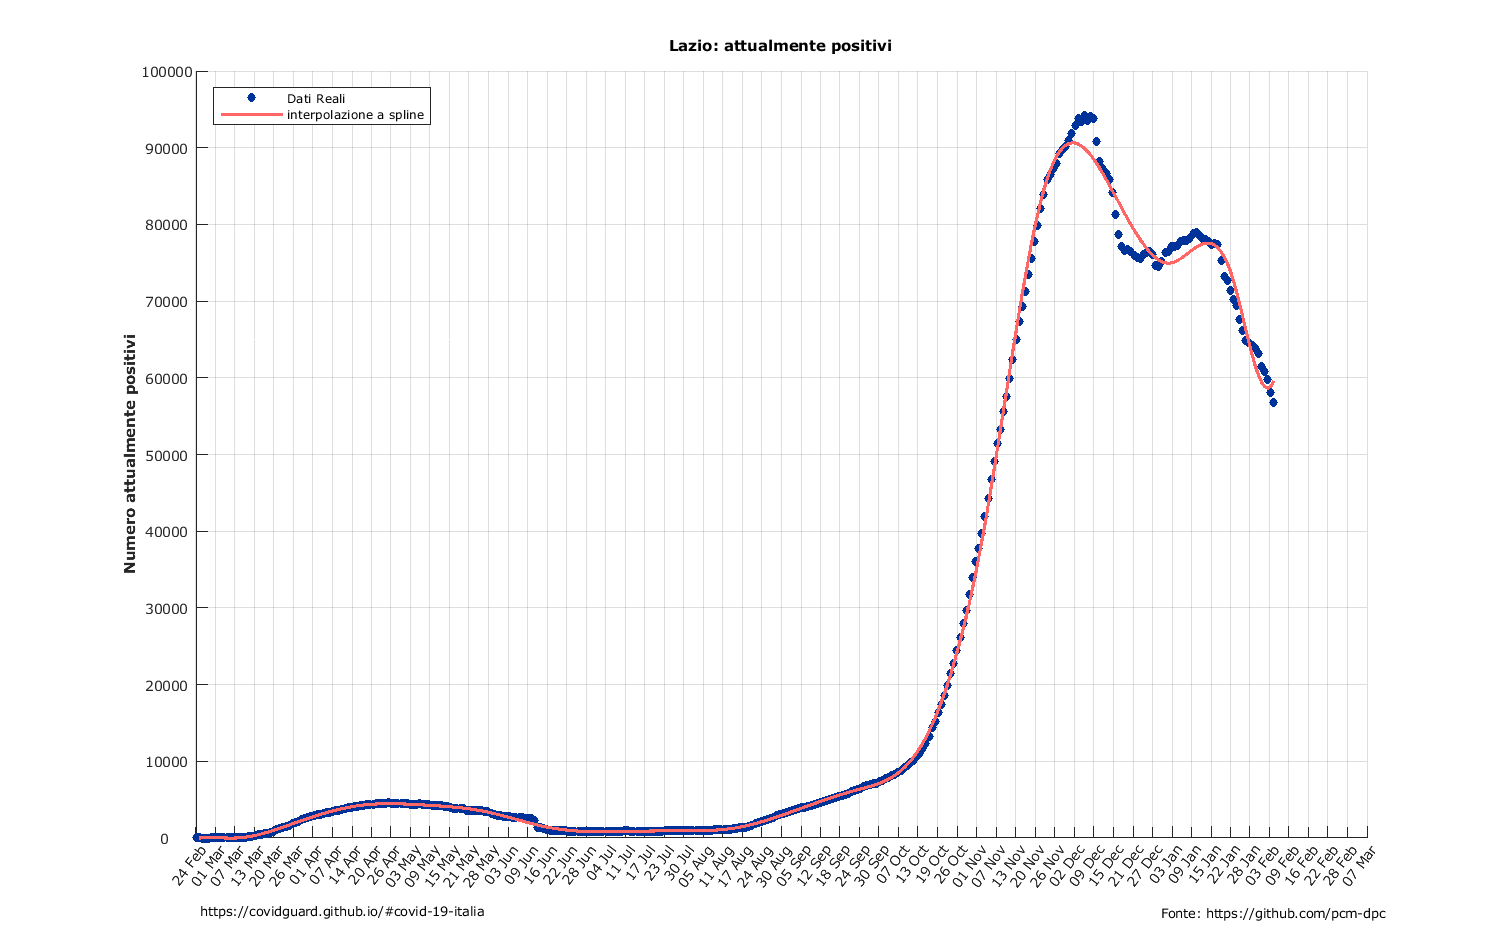 Lazio: attualmente positivi
Dati Reali
interpolazione a spline
Numero attualmente positivi
100000
90000
80000
70000
60000
50000
40000
30000
20000
10000
0
24 Feb
01 Mar
07 Mar
13 Mar
20 Mar
26 Mar
01 Apr
07 Apr
14 Apr
20 Apr
26 Apr
03 May
09 May
15 May
21 May
28 May
03 Jun
09 Jun
16 Jun
22 Jun
28 Jun
04 Jul
11 Jul
17 Jul
23 Jul
30 Jul
05 Aug
11 Aug
17 Aug
24 Aug
30 Aug
05 Sep
12 Sep
18 Sep
24 Sep
30 Sep
07 Oct
13 Oct
19 Oct
26 Oct
01 Nov
07 Nov
13 Nov
20 Nov
26 Nov
02 Dec
09 Dec
15 Dec
21 Dec
27 Dec
03 Jan
09 Jan
15 Jan
22 Jan
28 Jan
03 Feb
09 Feb
16 Feb
22 Feb
28 Feb
07 Mar
https://covidguard.github.io/#covid-19-italia
Fonte: https://github.com/pcm-dpc